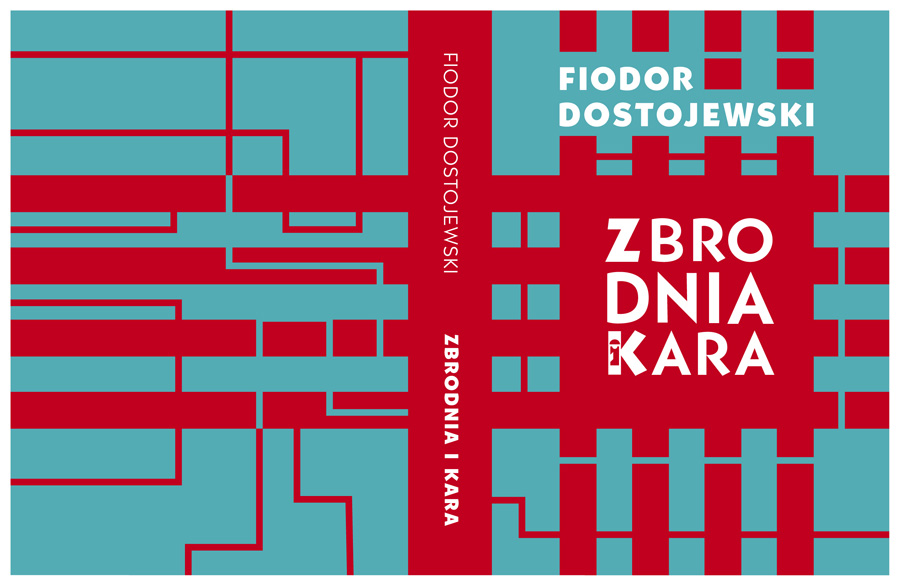 FIODOR DOSTOJEWSKI
ZBRODNIA I KARA
FIODOR
DOSTOJEWSKI
ZBRO
DNIA
I KARA